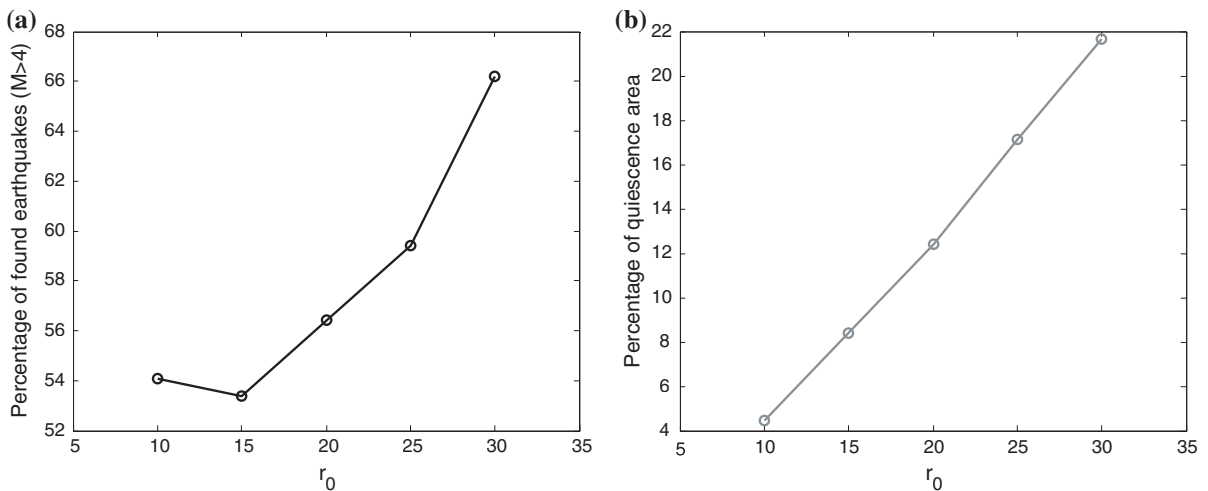 (a)
Percentage of found earthquakes (M>4)
68
66
64
62
60
58
56
54
52
5 10 15 20 25 30 35
r0
(b)
Percentage of quiescence area
22
20
18
16
14
12
10
8
6
4
5 10 15 20 25 30 35
r0